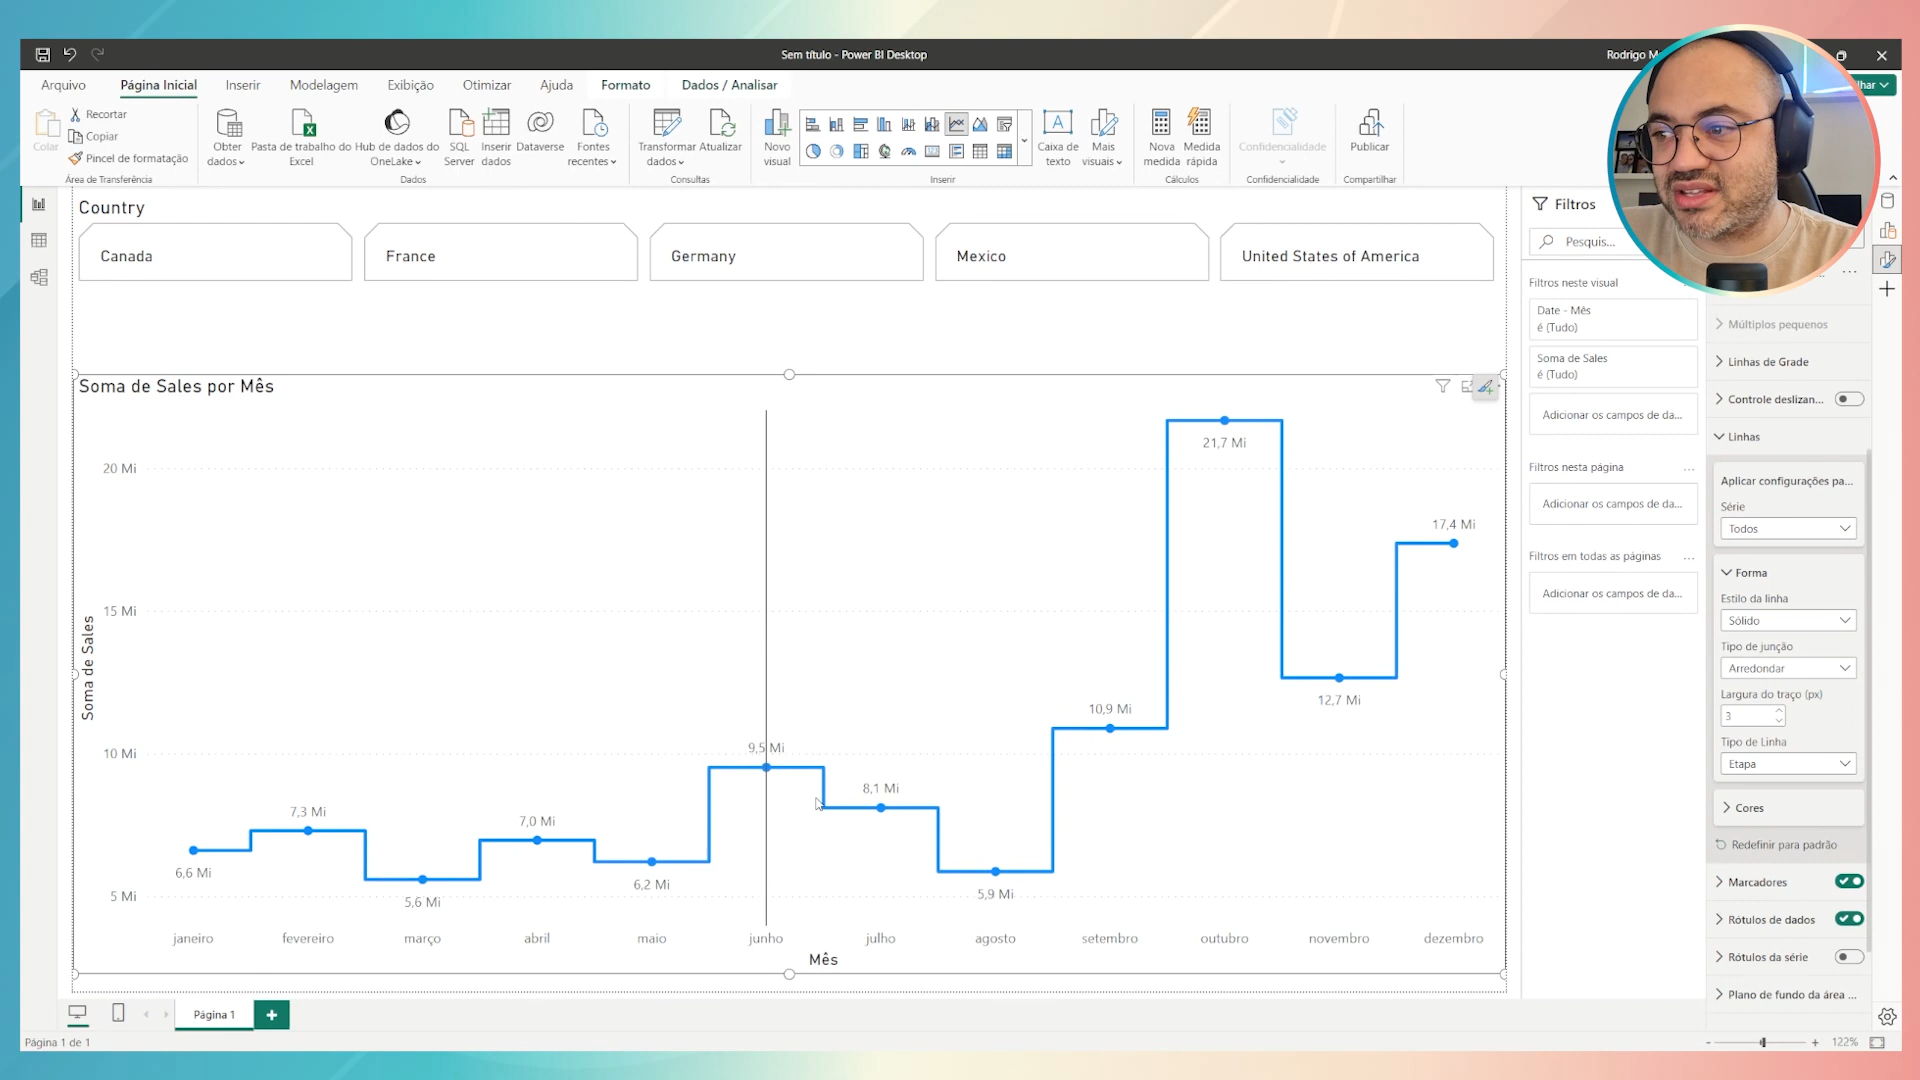 Sem título - Power BI Desktop
Rodrigo
Arquivo Página Inicial Inserir Modelagem Exibição Otimizar Ajuda Formato Dados / Analisar
Colar
Recortar
Copiar
Pincel de formatação
Área de Transferência
Obter dados
Pasta de trabalho do Excel
Hub de dados do OneLake
SQL Server
Inserir dados
Dataverse
Fontes recentes
Dados
Transformar dados
Atualizar
Consultas
Novo visual
Caixa de texto
Mais visuais
Inserir
Nova medida
Medida rápida
Cálculos
Confidencialidade
Confidencialidade
Publicar
Compartilhar
Country
Canada
France
Germany
Mexico
United States of America
Soma de Sales por Mês
Soma de Sales
20 Mi
15 Mi
10 Mi
5 Mi
6,6 Mi
7,3 Mi
5,6 Mi
7,0 Mi
6,2 Mi
9,5 Mi
8,1 Mi
5,9 Mi
10,9 Mi
21,7 Mi
12,7 Mi
17,4 Mi
janeiro fevereiro março abril maio junho julho agosto setembro outubro novembro dezembro
Mês
Filtros
Pesquis...
Filtros neste visual
Date - Mês
é (Tudo)
Soma de Sales
é (Tudo)
Adicionar os campos de da...
Filtros nesta página ...
Adicionar os campos de da...
Filtros em todas as páginas ...
Adicionar os campos de da...
Múltiplos pequenos
Linhas de Grade
Controle deslizan...
Linhas
Aplicar configurações pa...
Série
Todos
Forma
Estilo da linha
Sólido
Tipo de junção
Arredondar
Largura do traço (px)
3
Tipo de Linha
Etapa
Cores
Redefinir para padrão
Marcadores
Rótulos de dados
Rótulos da série
Plano de fundo da área ...
Página 1
Página 1 de 1
122%